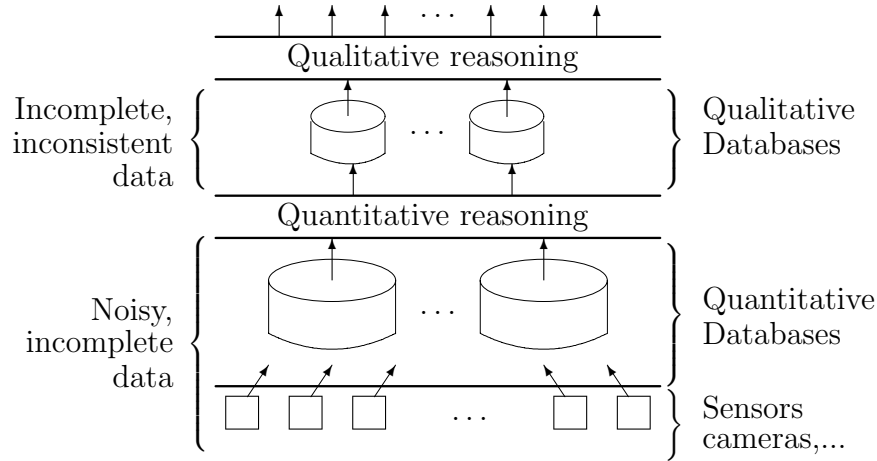 ...
Qualitative reasoning
Incomplete,
inconsistent
data
...
Qualitative
Databases
Quantitative reasoning
Noisy,
incomplete
data
...
Quantitative
Databases
...
Sensors
cameras,...